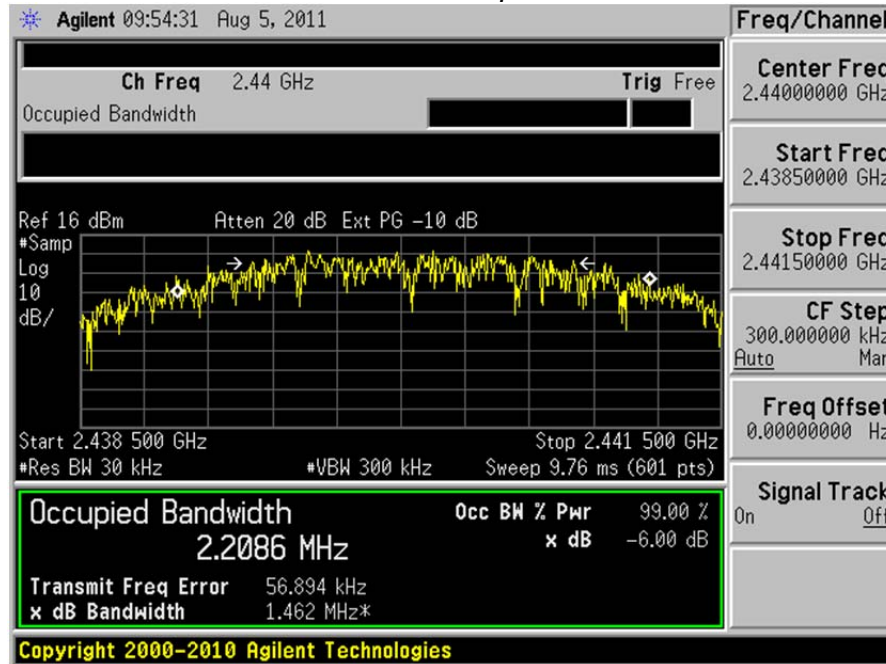 Agilent 09:54:31 Aug 5, 2011
Freq/Channel
Ch Freq 2.44 GHz Trig Free
Occupied Bandwidth
Center Freq
2.44000000 GHz
Start Freq
2.43850000 GHz
Stop Freq
2.44150000 GHz
CF Step
300.000000 kHz
Auto Man
Freq Offset
0.00000000 Hz
Signal Track
On Off
Ref 16 dBm Atten 20 dB Ext PG -10 dB
#Samp
Log
10
dB/
Start 2.438 500 GHz Stop 2.441 500 GHz
#Res BW 30 kHz #VBW 300 kHz Sweep 9.76 ms (601 pts)
Occupied Bandwidth Occ BW % Pwr 99.00 %
2.2086 MHz x dB -6.00 dB
Transmit Freq Error 56.894 kHz
x dB Bandwidth 1.462 MHz*
Copyright 2000-2010 Agilent Technologies